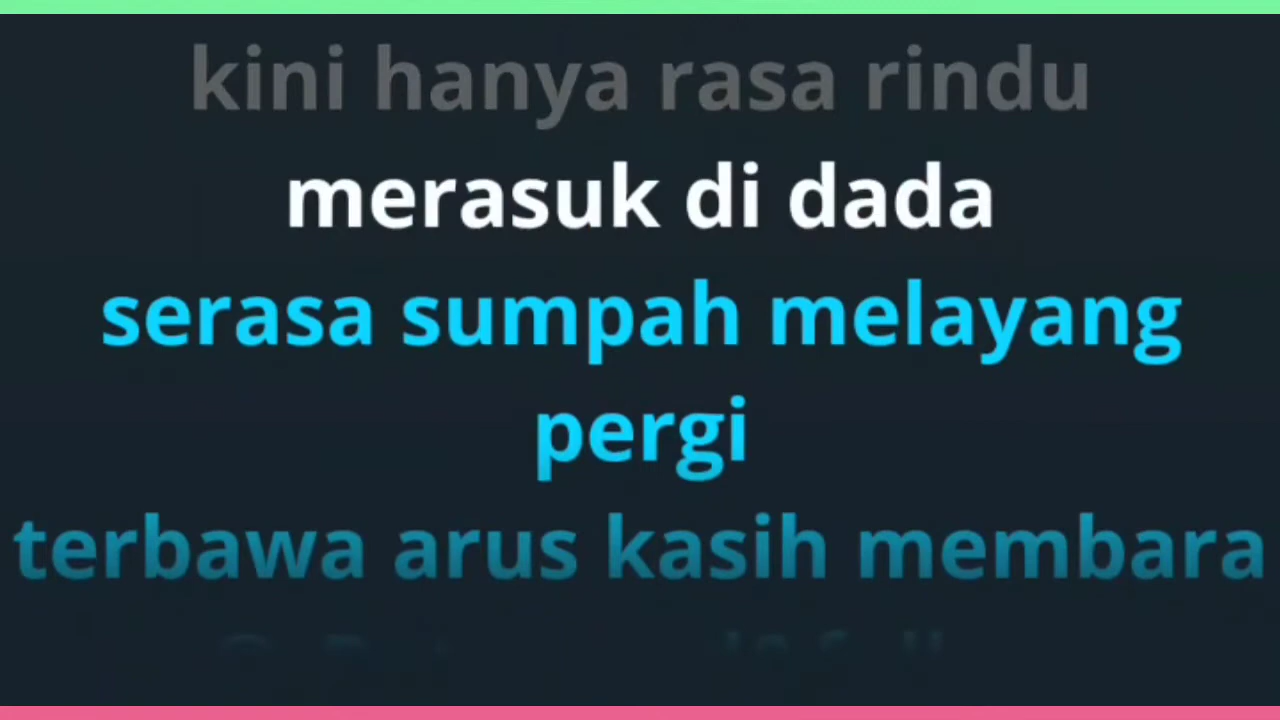 kini hanya rasa rindu
merasuk di dada
serasa sumpah melayang
pergi
terbawa arus kasih membara